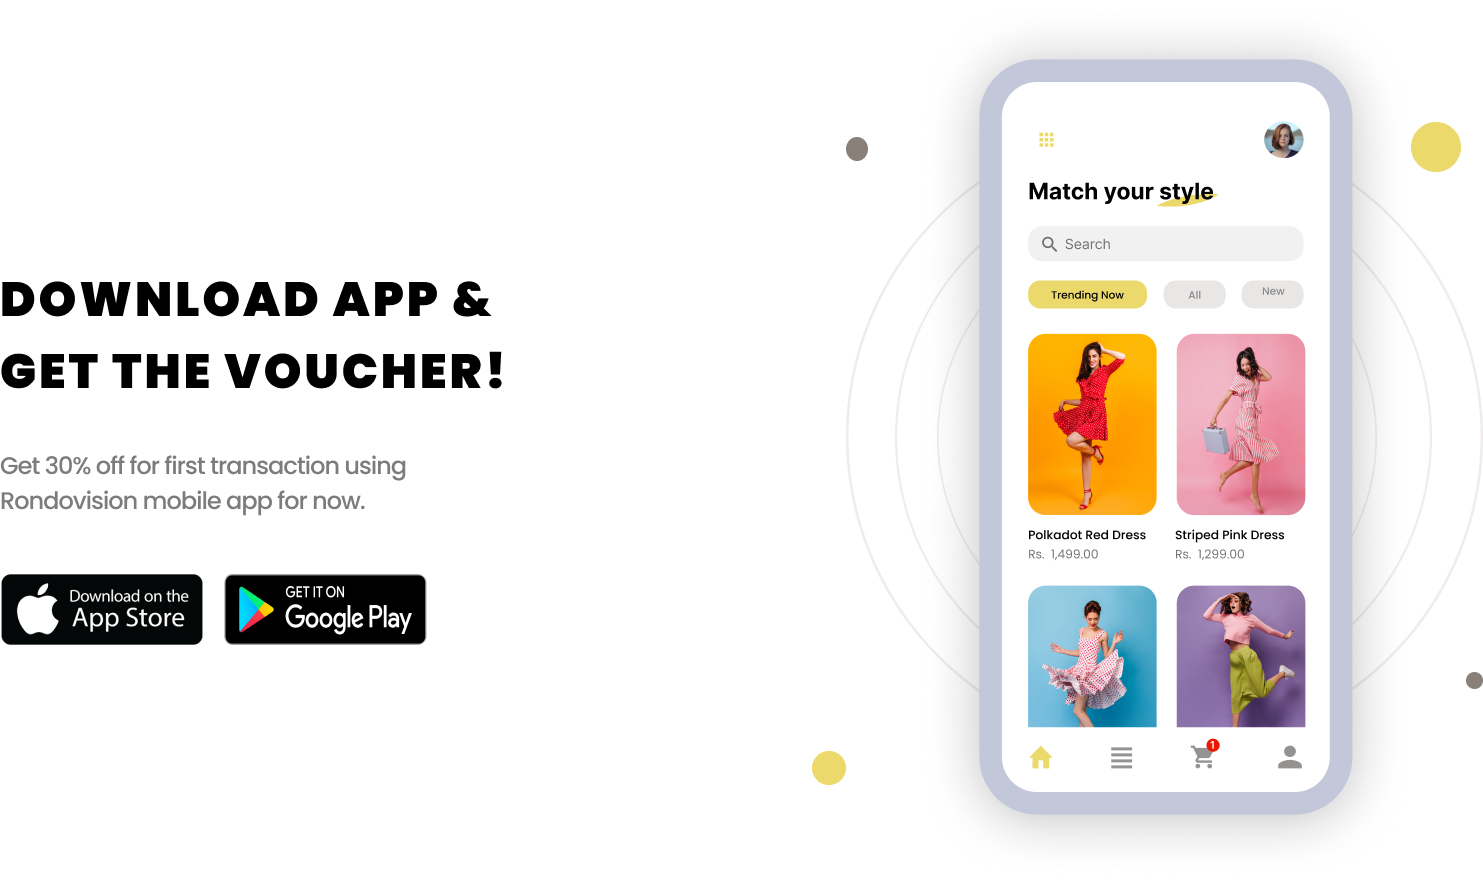 DOWNLOAD APP &
GET THE VOUCHER!
Get 30% off for first transaction using
Rondovision mobile app for now.
Download on the
App Store
GET IT ON
Google Play
Match your style
Search
Trending Now
All
New
Polkadot Red Dress
Rs. 1,499.00
Striped Pink Dress
Rs. 1,299.00
1